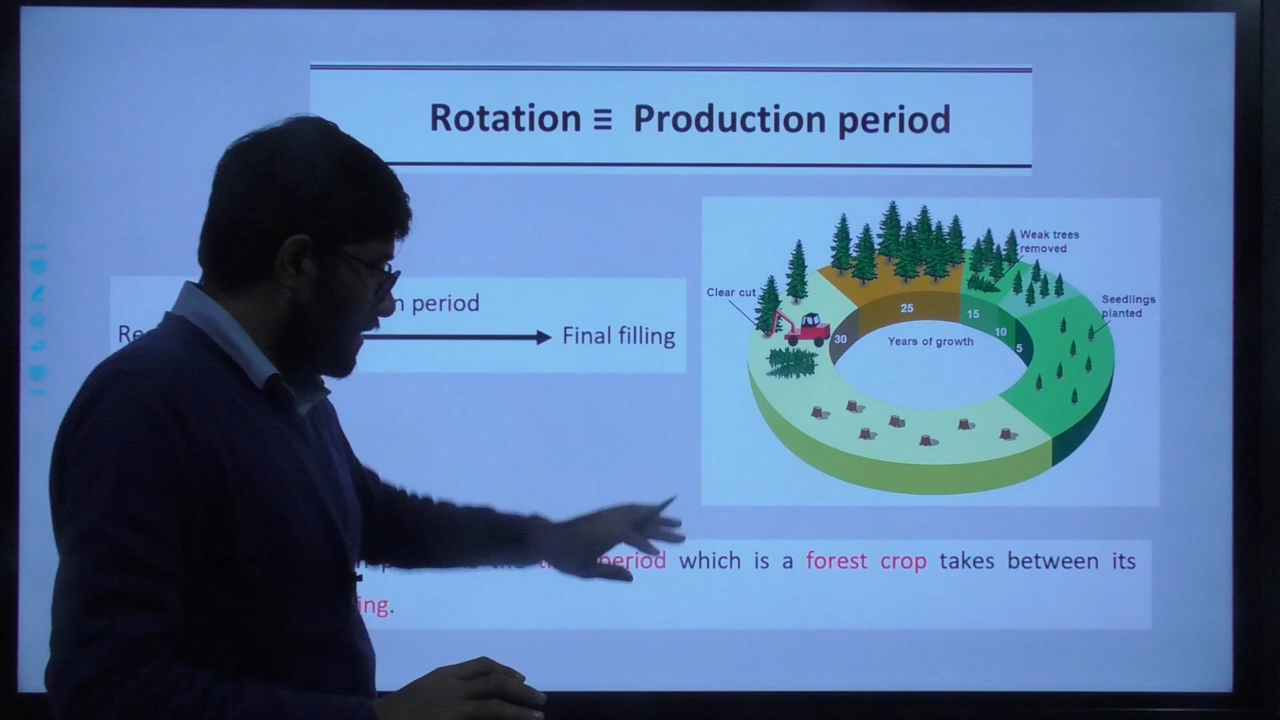 Rotation ≡ Production period
n period
Re
Final filling
Weak trees
removed
Clear cut
Seedlings
planted
25
15
10
5
30
Years of growth
period which is a forest crop takes between its
ing.